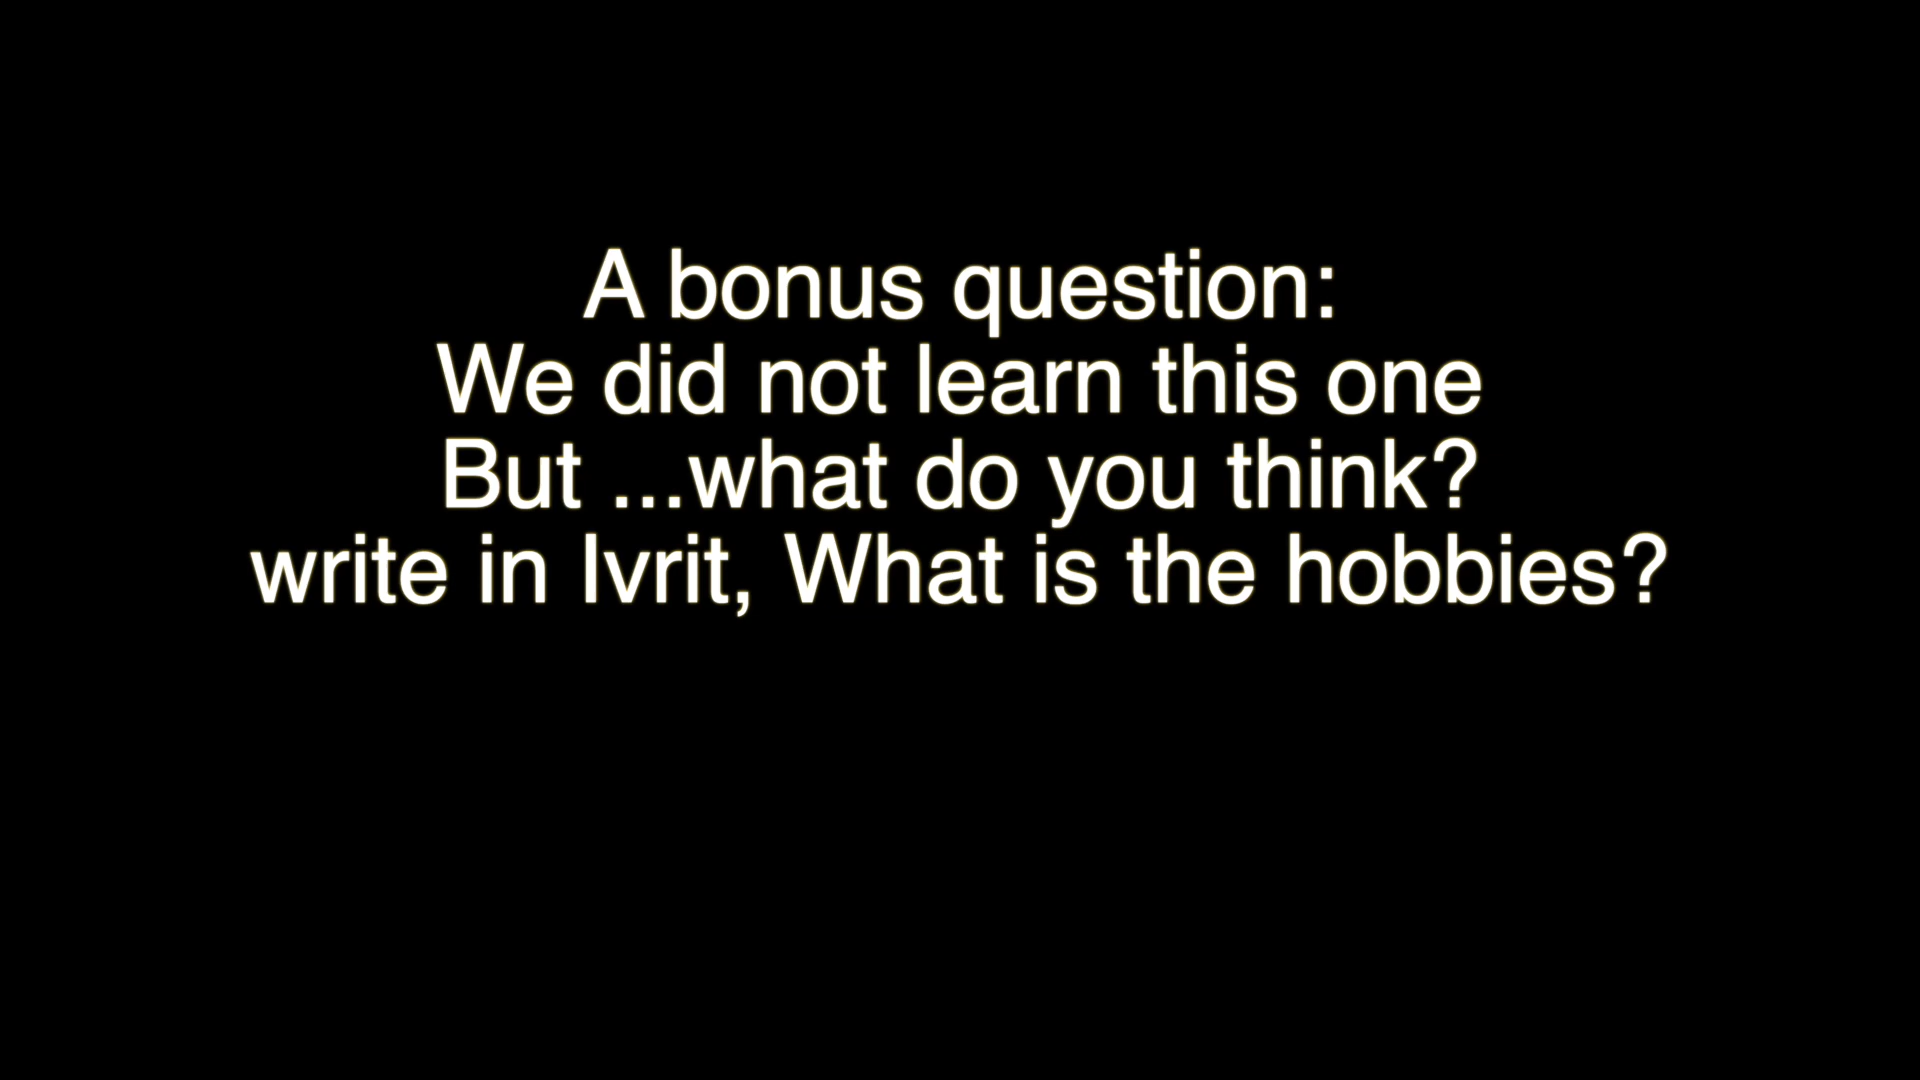 A bonus question:
We did not learn this one
But ...what do you think?
write in Ivrit, What is the hobbies?